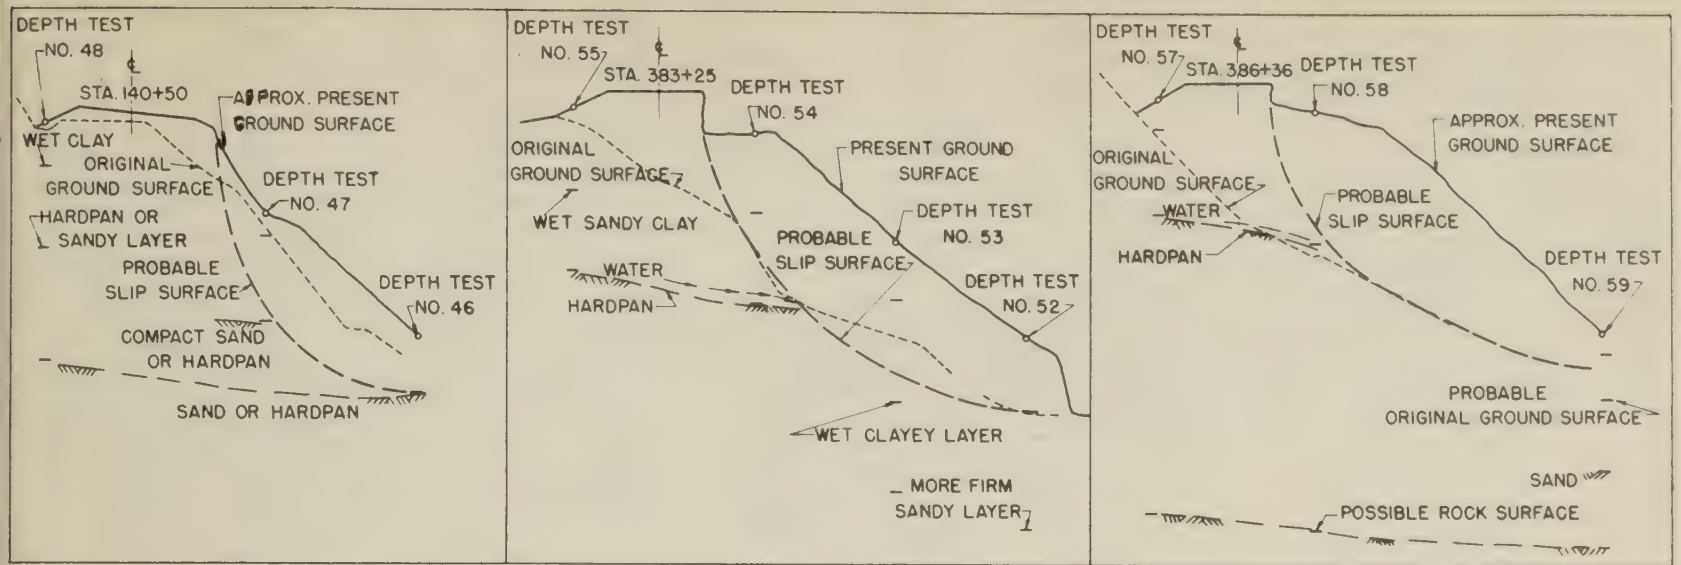 DEPTH TEST
NO. 48
℄
STA. 140+50
APPROX. PRESENT
GROUND SURFACE
WET CLAY
ORIGINAL
GROUND SURFACE
DEPTH TEST
NO. 47
HARDPAN OR
SANDY LAYER
PROBABLE
SLIP SURFACE
DEPTH TEST
NO. 46
COMPACT SAND
OR HARDPAN
SAND OR HARDPAN
DEPTH TEST
NO. 55
℄
STA. 383+25
DEPTH TEST
NO. 54
ORIGINAL
GROUND SURFACE
PRESENT GROUND
SURFACE
WET SANDY CLAY
DEPTH TEST
NO. 53
PROBABLE
SLIP SURFACE
WATER
HARDPAN
DEPTH TEST
NO. 52
WET CLAYEY LAYER
MORE FIRM
SANDY LAYER
DEPTH TEST
NO. 57
℄
STA. 386+36
DEPTH TEST
NO. 58
APPROX. PRESENT
GROUND SURFACE
ORIGINAL
GROUND SURFACE
PROBABLE
SLIP SURFACE
WATER
HARDPAN
DEPTH TEST
NO. 59
PROBABLE
ORIGINAL GROUND SURFACE
SAND
POSSIBLE ROCK SURFACE